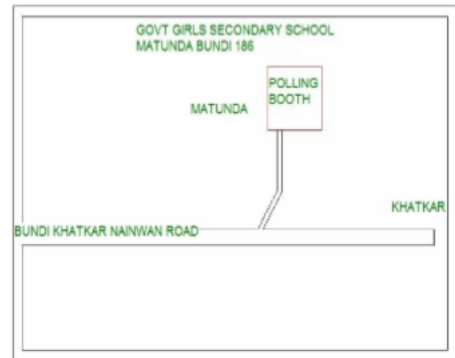 GOVT GIRLS SECONDARY SCHOOL
MATUNDA BUNDI 186
POLLING
BOOTH
MATUNDA
KHATKAR
BUNDI KHATKAR NAINWAN ROAD